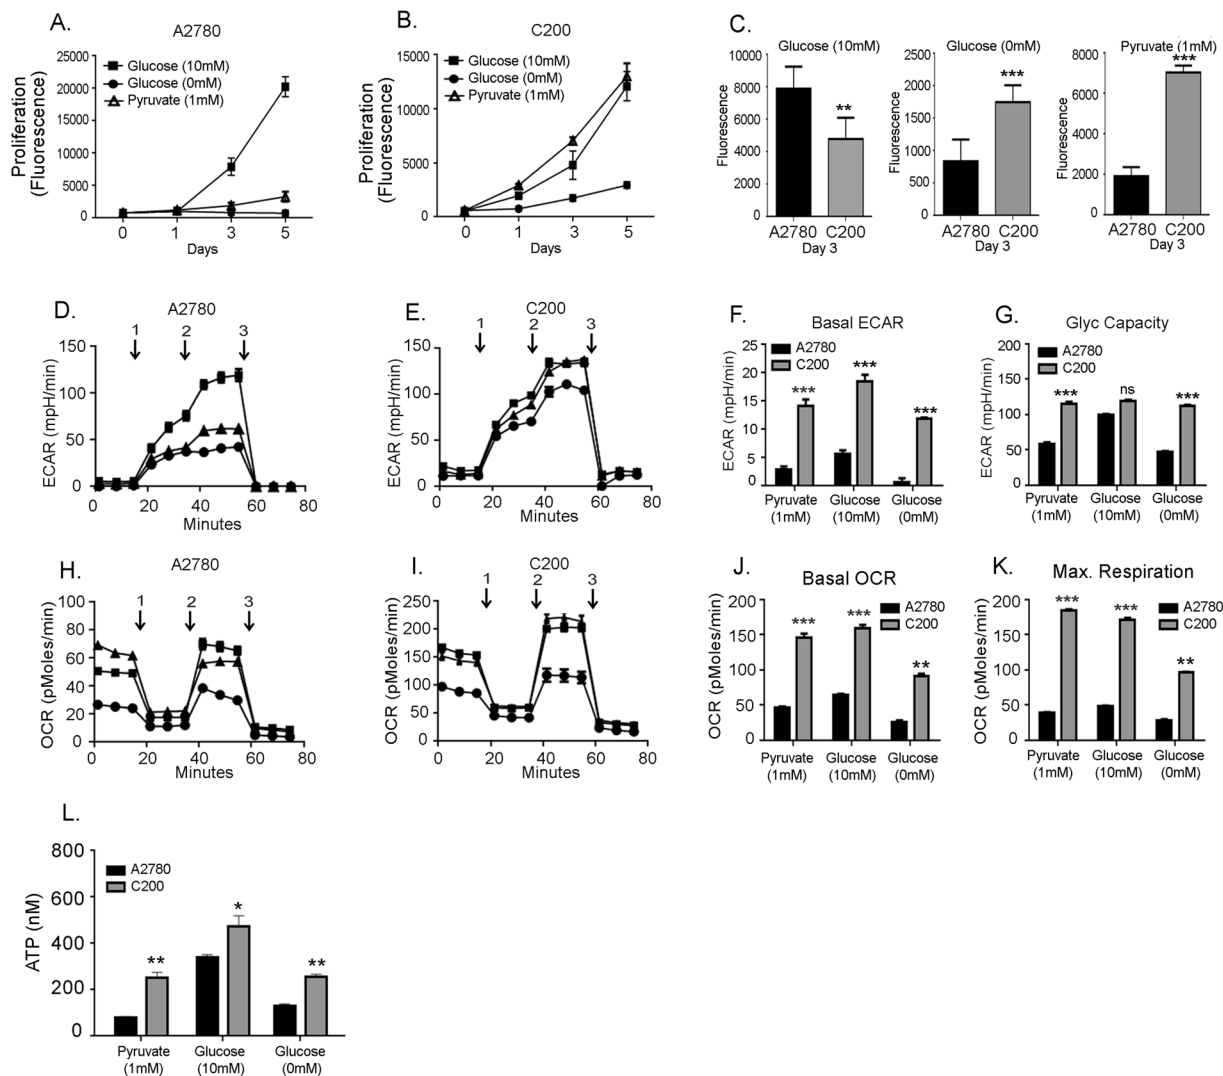 A.
A2780
Proliferation
(Fluorescence)
25000
20000
15000
10000
5000
0
Glucose (10mM)
Glucose (0mM)
Pyruvate (1mM)
0 1 3 5
Days
B.
C200
Proliferation
(Fluorescence)
15000
10000
5000
0
Glucose (10mM)
Glucose (0mM)
Pyruvate (1mM)
0 1 3 5
Days
C.
Glucose (10mM)
Fluorescence
10000
8000
6000
4000
2000
0
**
A2780 C200
Day 3
Glucose (0mM)
Fluorescence
2500
2000
1500
1000
500
0
***
A2780 C200
Day 3
Pyruvate (1mM)
Fluorescence
8000
6000
4000
2000
0
***
A2780 C200
Day 3
D.
A2780
1 2 3
ECAR (mpH/min)
150
100
50
0
0 20 40 60 80
Minutes
E.
C200
1 2 3
ECAR (mpH/min)
150
100
50
0
0 20 40 60 80
Minutes
F.
Basal ECAR
ECAR (mpH/min)
25
20
15
10
5
0
A2780
C200
*** *** ***
Pyruvate Glucose Glucose
(1mM) (10mM) (0mM)
G.
Glyc Capacity
ECAR (mpH/min)
200
150
100
50
0
A2780
C200
*** ns ***
Pyruvate Glucose Glucose
(1mM) (10mM) (0mM)
H.
A2780
1 2 3
OCR (pMoles/min)
100
80
60
40
20
0
0 20 40 60 80
Minutes
I.
C200
1 2 3
OCR (pMoles/min)
250
200
150
100
50
0
0 20 40 60 80
Minutes
J.
Basal OCR
OCR (pMoles/min)
200
150
100
50
0
A2780
C200
*** *** **
Pyruvate Glucose Glucose
(1mM) (10mM) (0mM)
K.
Max. Respiration
OCR (pMoles/min)
200
150
100
50
0
A2780
C200
*** *** **
Pyruvate Glucose Glucose
(1mM) (10mM) (0mM)
L.
ATP (nM)
800
600
400
200
0
A2780
C200
** * **
Pyruvate Glucose Glucose
(1mM) (10mM) (0mM)